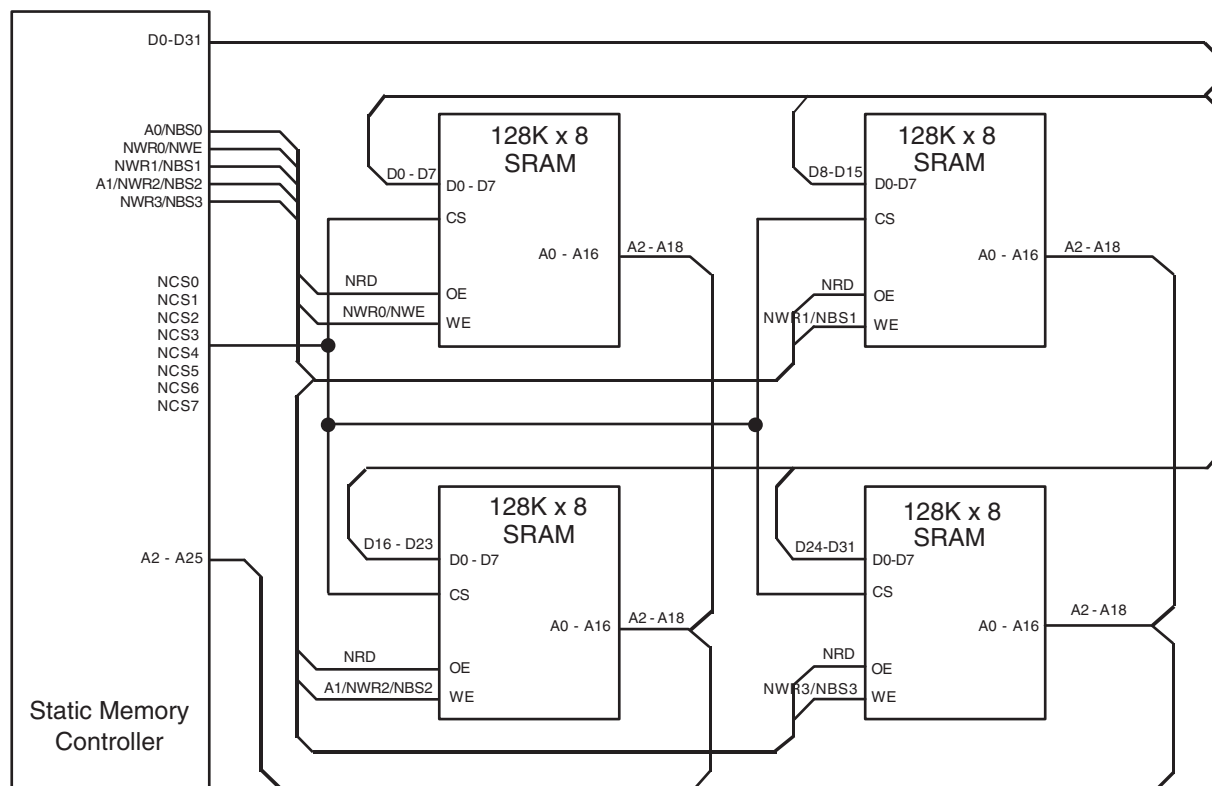 D0-D31
A0/NBS0
NWR0/NWE
NWR1/NBS1
A1/NWR2/NBS2
NWR3/NBS3
NCS0
NCS1
NCS2
NCS3
NCS4
NCS5
NCS6
NCS7
A2 - A25
Static Memory
Controller
128K x 8
SRAM
D0 - D7
D0 - D7
CS
A0 - A16
A2 - A18
NRD
OE
NWR0/NWE
WE
128K x 8
SRAM
D8-D15
D0-D7
CS
A0 - A16
A2 - A18
NRD
OE
NWR1/NBS1
WE
128K x 8
SRAM
D16 - D23
D0 - D7
CS
A0 - A16
A2 - A18
NRD
OE
A1/NWR2/NBS2
WE
128K x 8
SRAM
D24-D31
D0-D7
CS
A0 - A16
A2 - A18
NRD
OE
NWR3/NBS3
WE